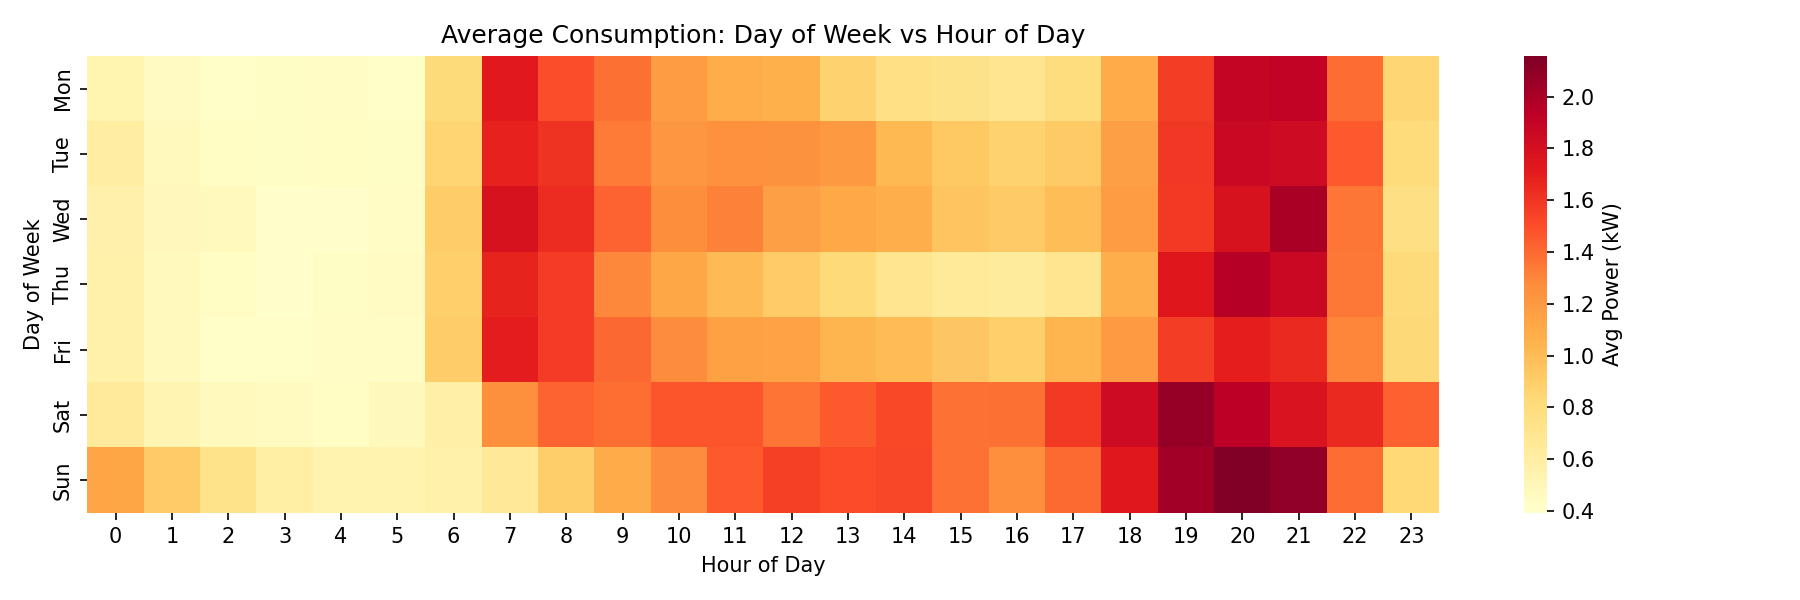 Average Consumption: Day of Week vs Hour of Day
Day of Week
Mon
Tue
Wed
Thu
Fri
Sat
Sun
0 1 2 3 4 5 6 7 8 9 10 11 12 13 14 15 16 17 18 19 20 21 22 23
Hour of Day
2.0
1.8
1.6
1.4
1.2
1.0
0.8
0.6
0.4
Avg Power (kW)